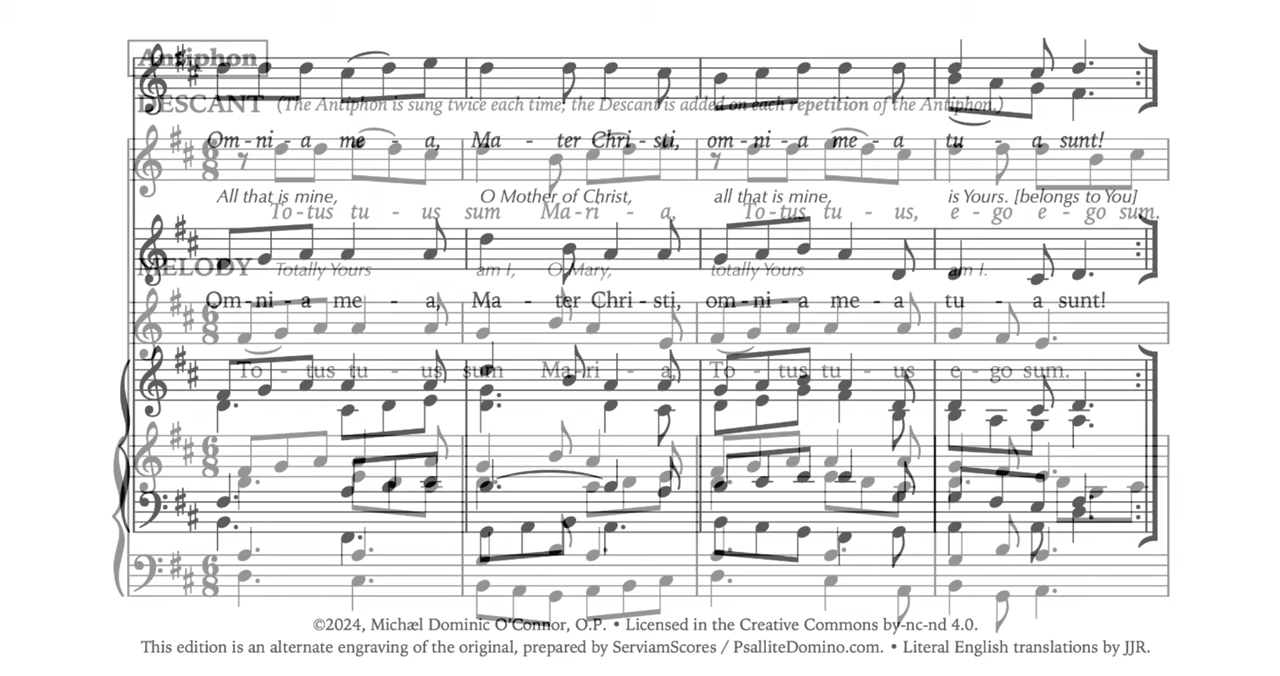 Antiphon
DESCANT (The Antiphon is sung twice each time; the Descant is added on each repetition of the Antiphon.)
Om - ni - a me - a, Ma - ter Chri - sti, om - ni - a me - a tu - a sunt!
All that is mine, O Mother of Christ, all that is mine, is Yours. [belongs to You]
To - tus tu - us sum Ma - ri - a, To - tus tu - us, e - go e - go sum.
MELODY Totally Yours am I, O Mary, totally Yours am I.
Om - ni - a me - a, Ma - ter Chri - sti, om - ni - a me - a tu - a sunt!
To - tus tu - us sum Ma - ri - a, To - tus tu - us e - go sum.
©2024, Michæl Dominic O'Connor, O.P. • Licensed in the Creative Commons by-nc-nd 4.0.
This edition is an alternate engraving of the original, prepared by ServiamScores / PsalliteDomino.com. • Literal English translations by JJR.